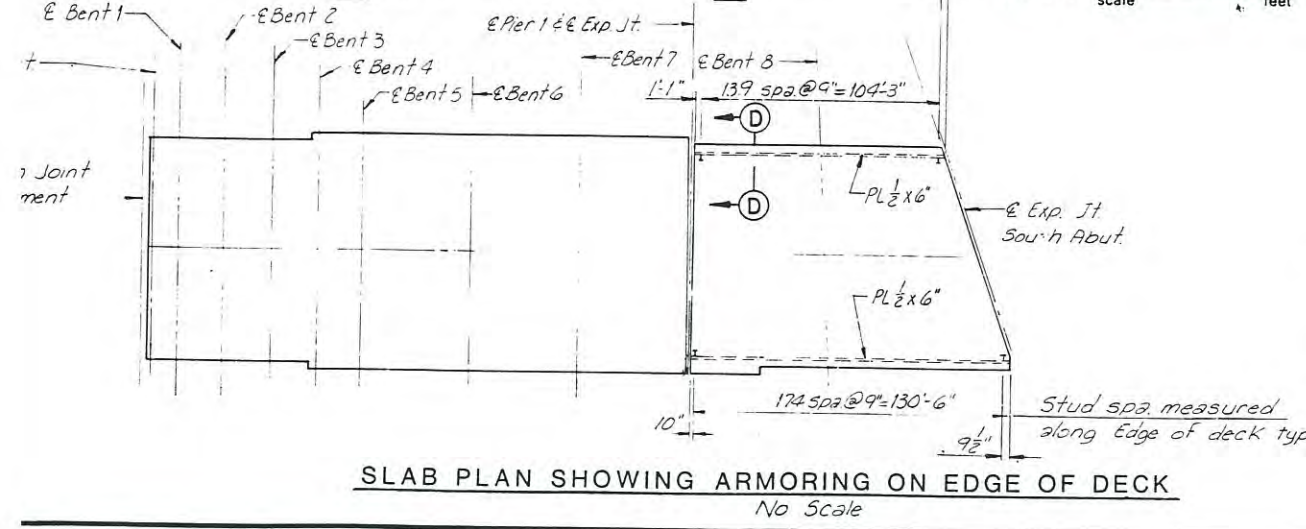 scale feet
℄ Bent 1
℄ Bent 2
℄ Bent 3
℄ Bent 4
℄ Bent 5
℄ Bent 6
℄ Pier 1 & ℄ Exp. Jt.
℄ Bent 7
℄ Bent 8
1'-1"
139 spa.@9"=104'-3"
D
D
Joint
PL 1/2 x 6"
℄ Exp. Jt.
South Abut.
PL 1/2 x 6"
174 spa.@9"=130'-6"
10"
9 1/2"
Stud spa. measured
along Edge of deck typ
SLAB PLAN SHOWING ARMORING ON EDGE OF DECK
No Scale